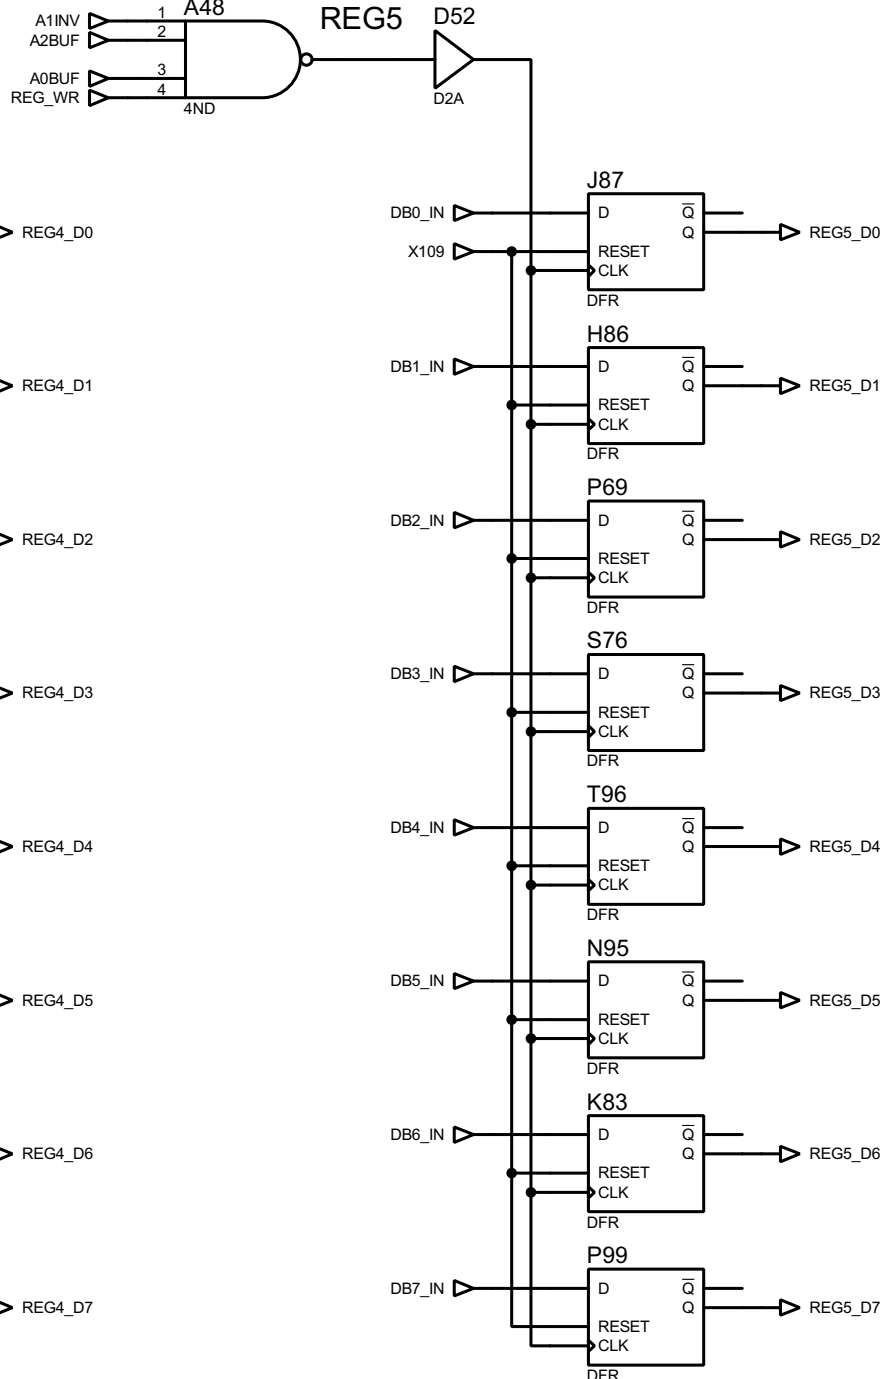 A48
REG5
D52
A1INV 1
A2BUF 2
A0BUF 3
REG_WR 4
4ND
D2A
J87
DB0_IN D Q
REG4_D0 Q REG5_D0
X109 RESET
CLK
DFR
H86
DB1_IN D Q
REG4_D1 Q REG5_D1
RESET
CLK
DFR
P69
DB2_IN D Q
REG4_D2 Q REG5_D2
RESET
CLK
DFR
S76
DB3_IN D Q
REG4_D3 Q REG5_D3
RESET
CLK
DFR
T96
DB4_IN D Q
REG4_D4 Q REG5_D4
RESET
CLK
DFR
N95
DB5_IN D Q
REG4_D5 Q REG5_D5
RESET
CLK
DFR
K83
DB6_IN D Q
REG4_D6 Q REG5_D6
RESET
CLK
DFR
P99
DB7_IN D Q
REG4_D7 Q REG5_D7
RESET
CLK
DFR